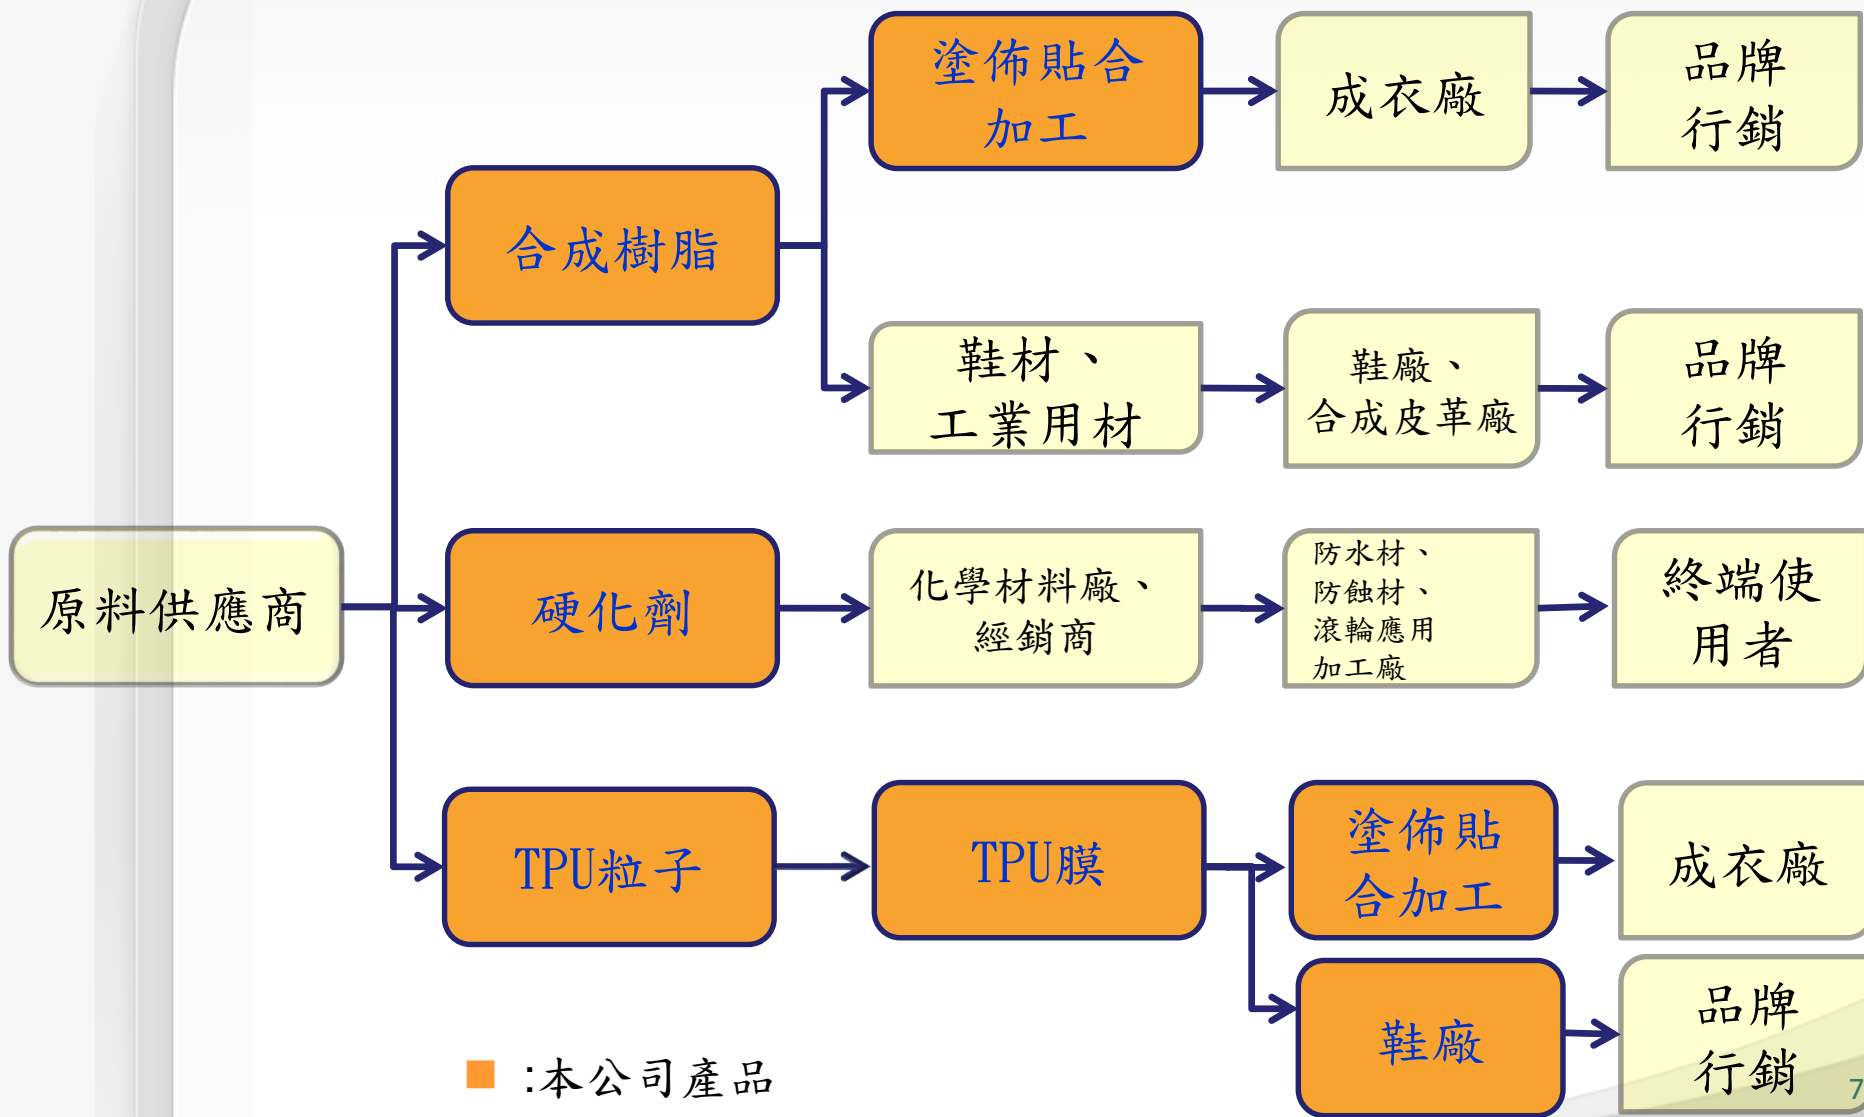 塗佈貼合
加工
成衣廠
品牌
行銷
合成樹脂
鞋材、
工業用材
鞋廠、
合成皮革廠
品牌
行銷
原料供應商
硬化劑
化學材料廠、
經銷商
防水材、
防蝕材、
滾輪應用
加工廠
終端使
用者
TPU粒子
TPU膜
塗佈貼
合加工
成衣廠
鞋廠
品牌
行銷
:本公司產品
7